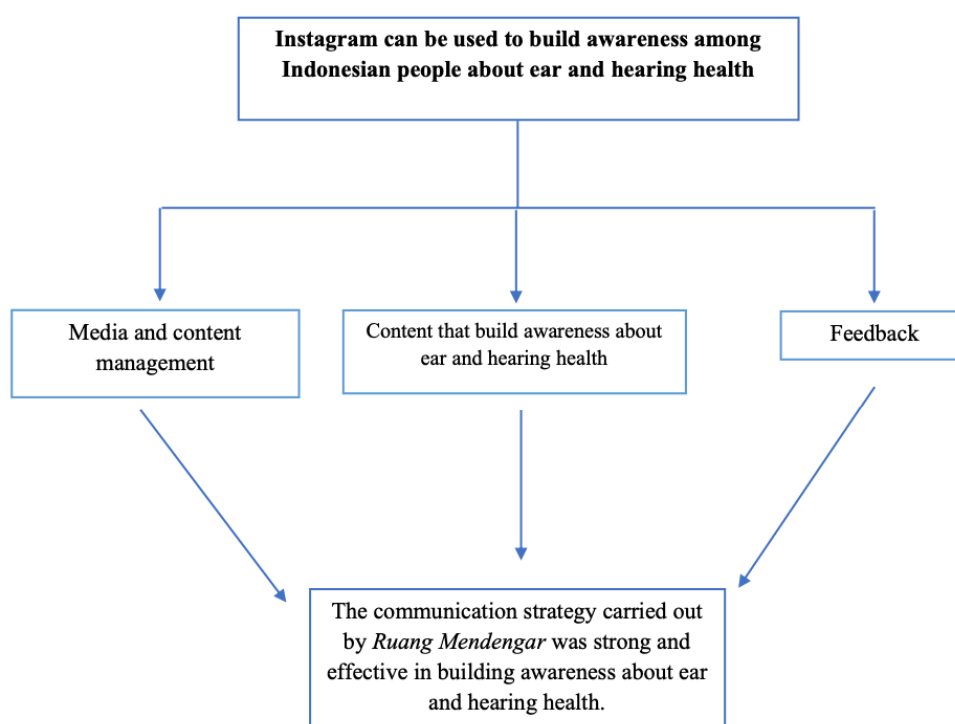 Instagram can be used to build awareness among
Indonesian people about ear and hearing health
Media and content
management
Content that build awareness about
ear and hearing health
Feedback
The communication strategy carried out
by Ruang Mendengar was strong and
effective in building awareness about ear
and hearing health.